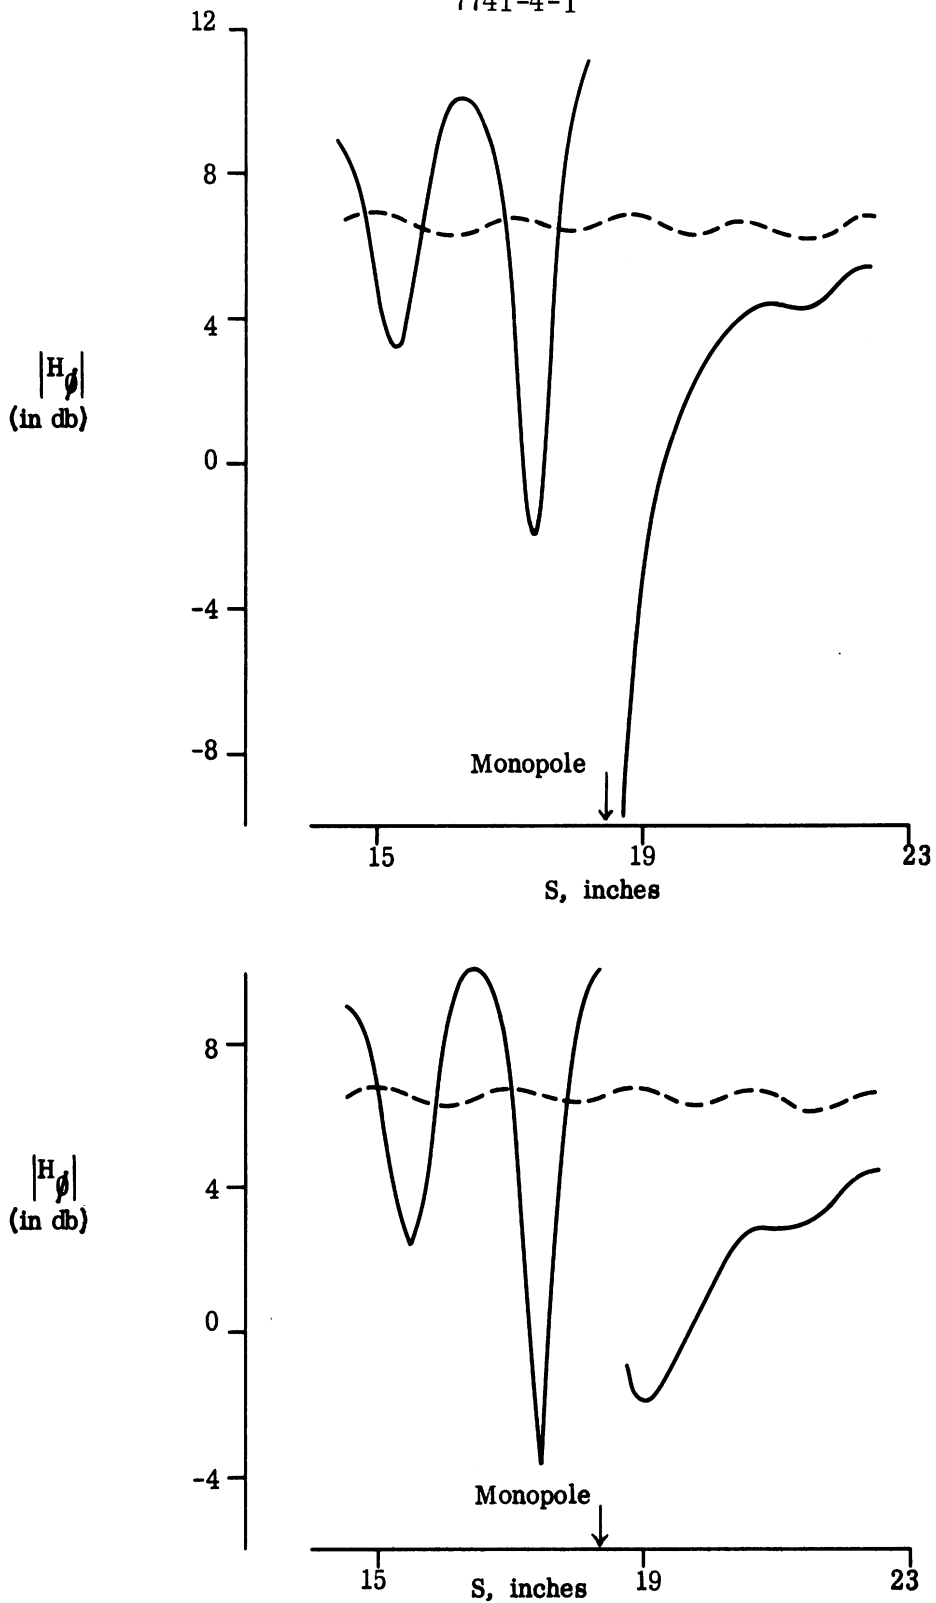 7741-4-1
12
8
4
|Hϕ|
(in db)
0
-4
-8
Monopole
15 19 23
S, inches
8
|Hϕ|
4
(in db)
0
-4
Monopole
15 19 23
S, inches